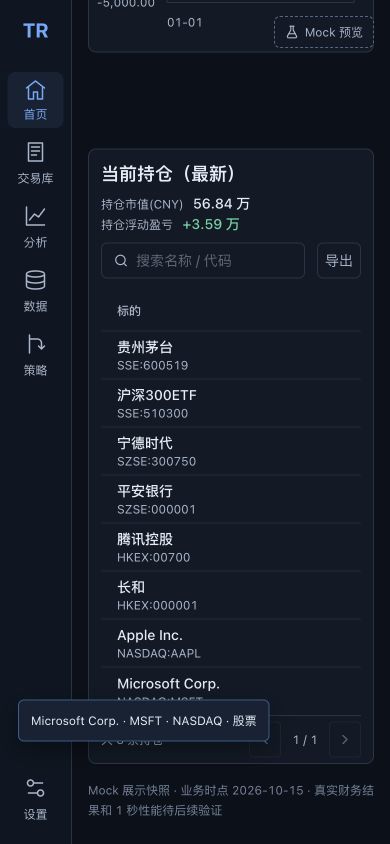 TR
首页
交易库
分析
数据
策略
设置
-5,000.00
01-01
Mock 预览
当前持仓（最新）
持仓市值(CNY) 56.84 万
持仓浮动盈亏 +3.59 万
搜索名称 / 代码
导出
标的
贵州茅台
SSE:600519
沪深300ETF
SSE:510300
宁德时代
SZSE:300750
平安银行
SZSE:000001
腾讯控股
HKEX:00700
长和
HKEX:000001
Apple Inc.
NASDAQ:AAPL
Microsoft Corp.
Microsoft Corp. · MSFT · NASDAQ · 股票
1 / 1
Mock 展示快照 · 业务时点 2026-10-15 · 真实财务结
果和 1 秒性能待后续验证